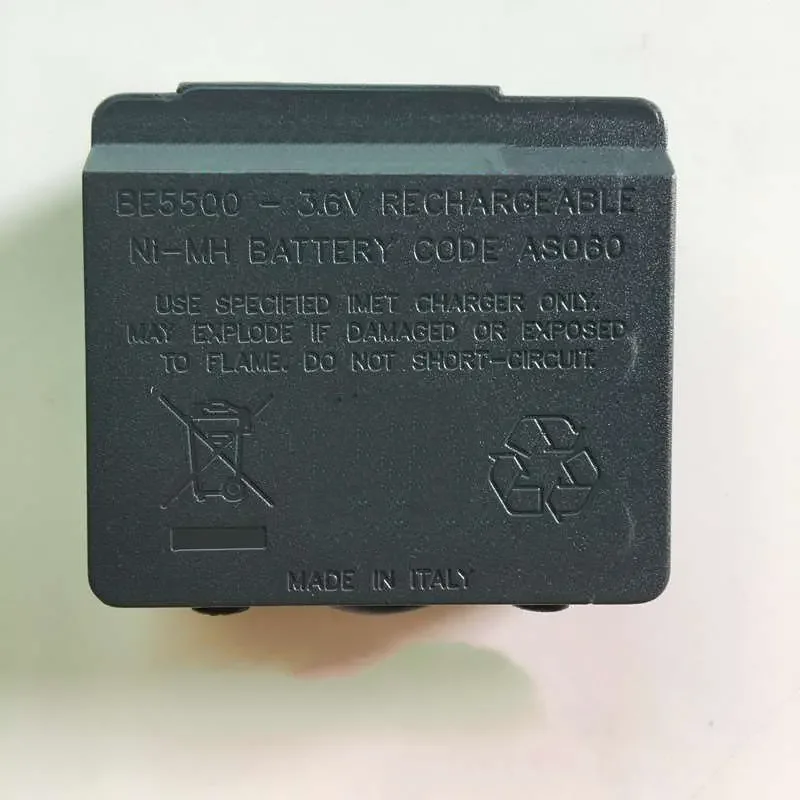 BE5500 - 3.6V RECHARGEABLE
Ni-MH BATTERY CODE AS060
USE SPECIFIED IMET CHARGER ONLY.
MAY EXPLODE IF DAMAGED OR EXPOSED
TO FLAME. DO NOT SHORT-CIRCUIT.
MADE IN ITALY